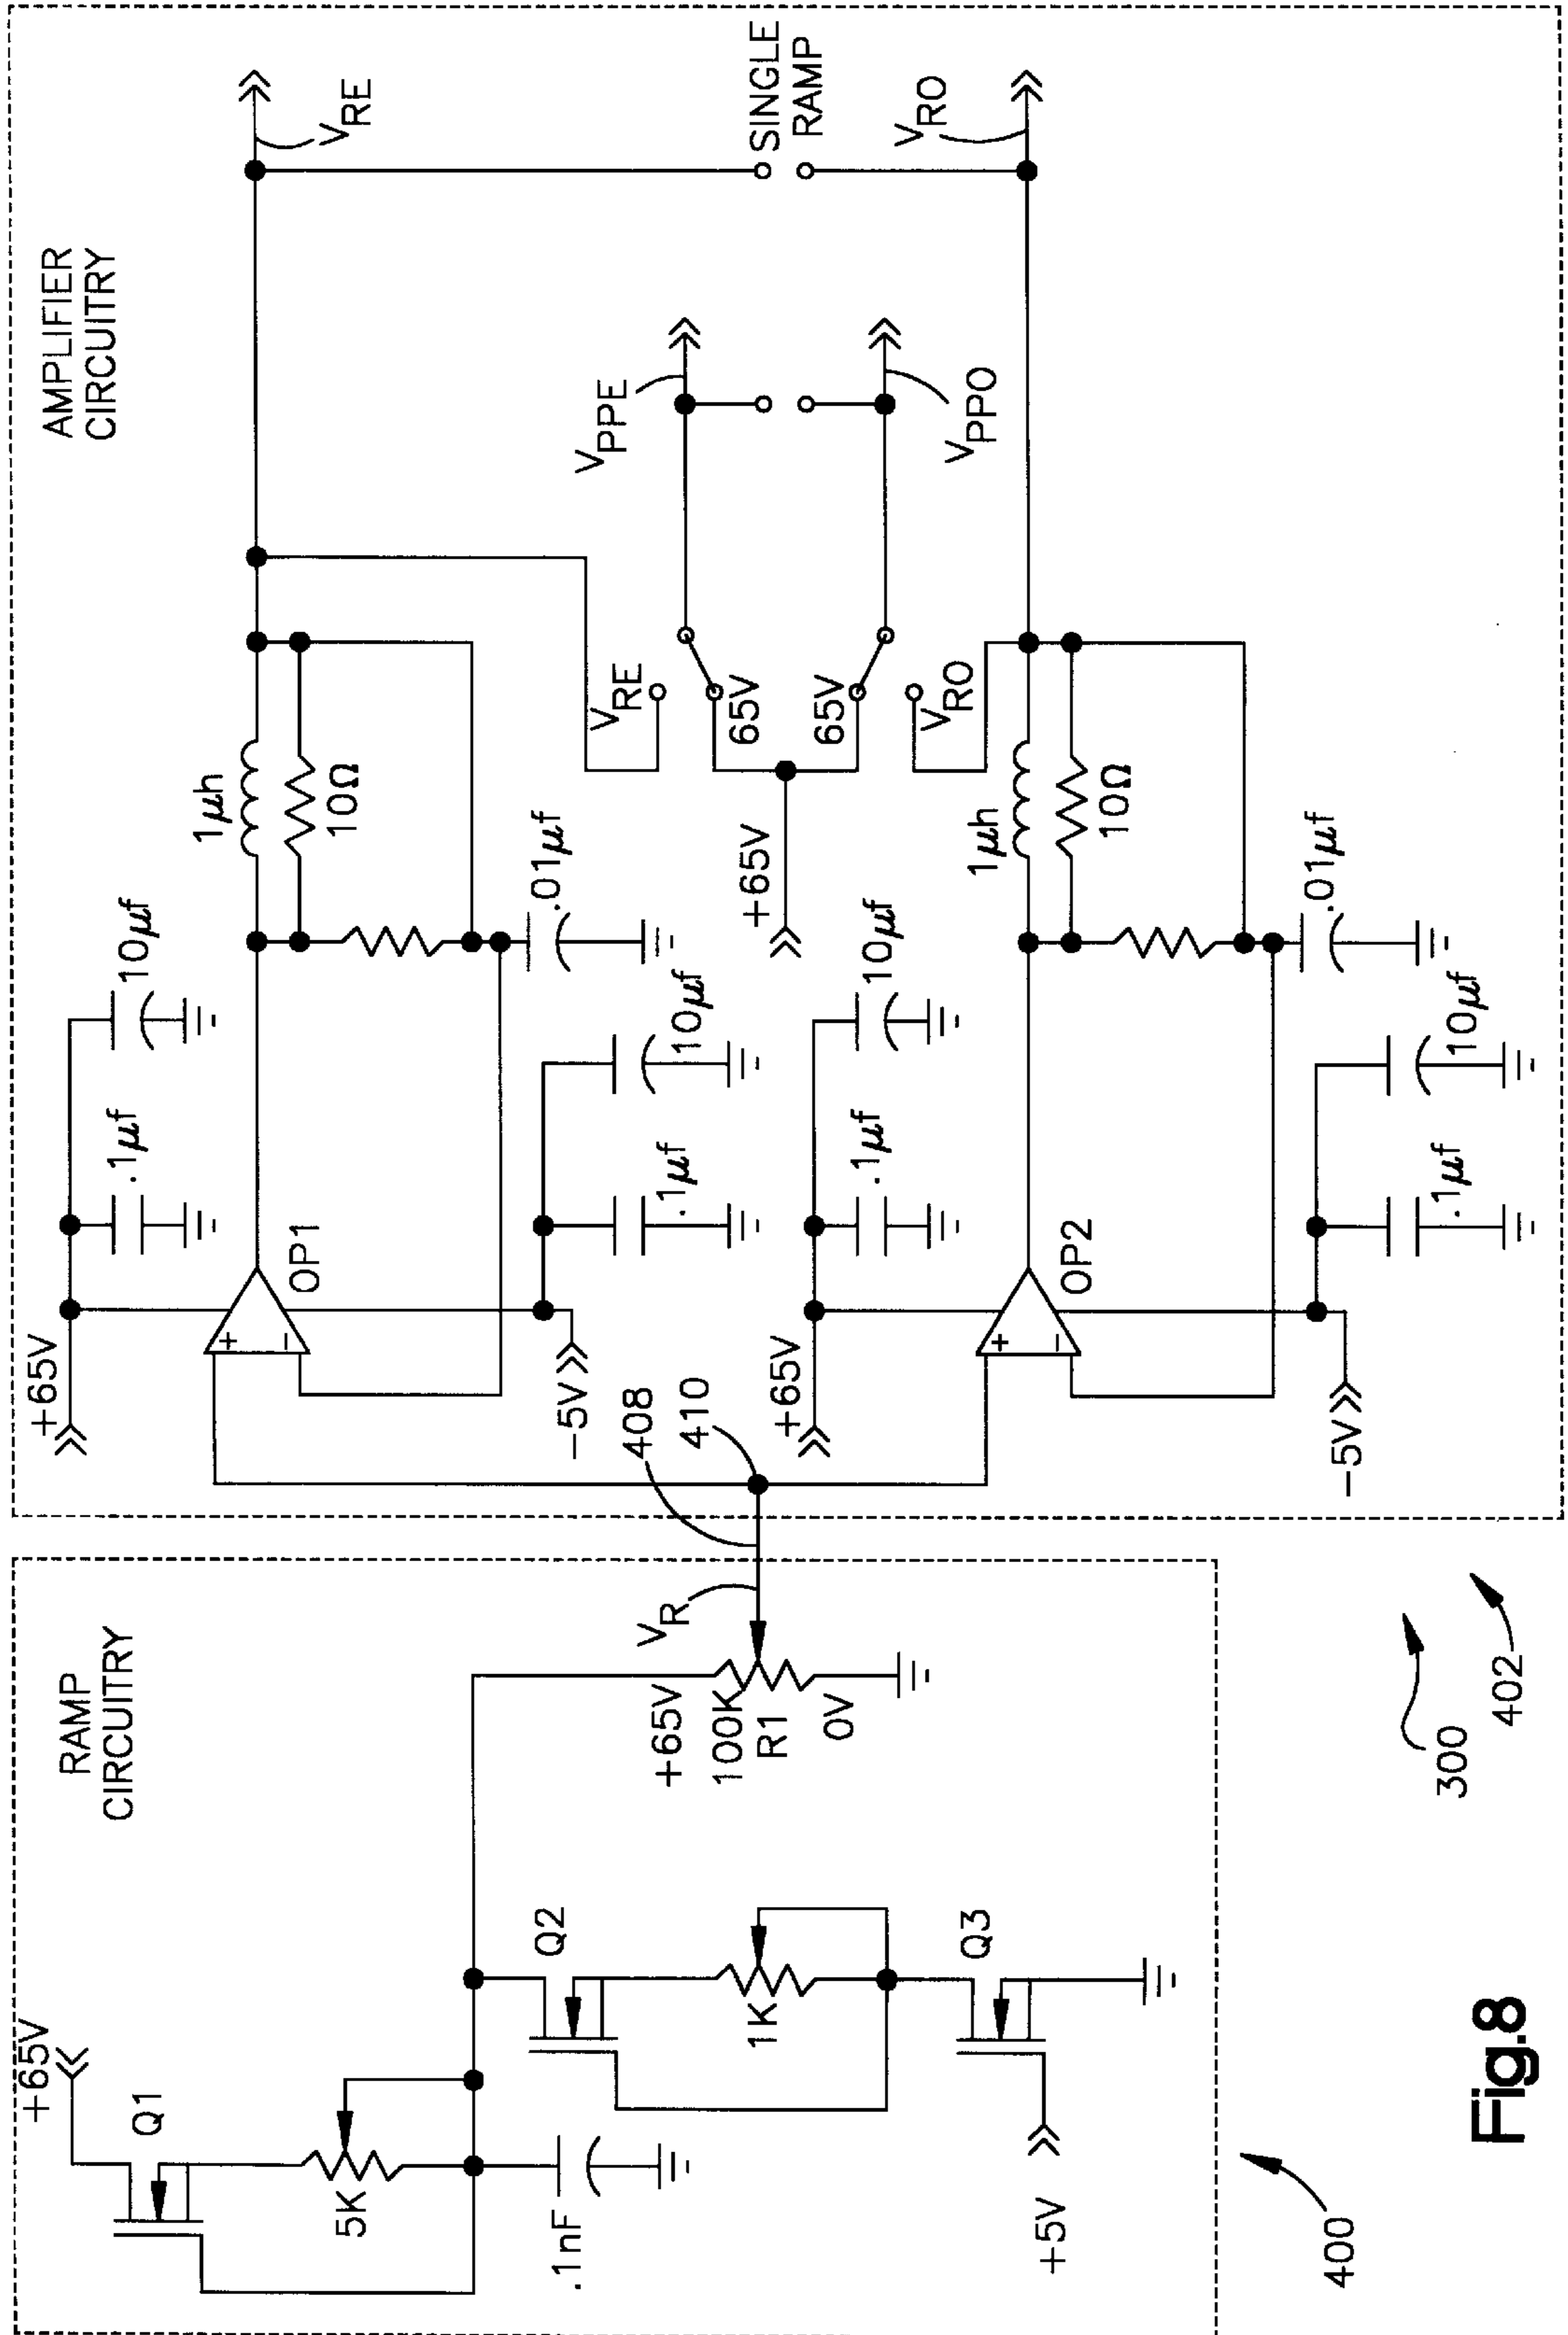 RAMP
CIRCUITRY
+65V
Q1
5K
.1nF
Q2
1K
Q3
+5V
+65V
100K
R1
0V
V_R
400
AMPLIFIER
CIRCUITRY
+65V
.1µf
10µf
OP1
-5V
.1µf
10µf
1µh
10Ω
.01µf
408
410
V_RE
65V
65V
V_RO
+65V
V_PPE
V_PPO
V_RE
SINGLE
RAMP
V_RO
+65V
.1µf
10µf
OP2
-5V
.1µf
10µf
1µh
10Ω
.01µf
300
402
Fig.8